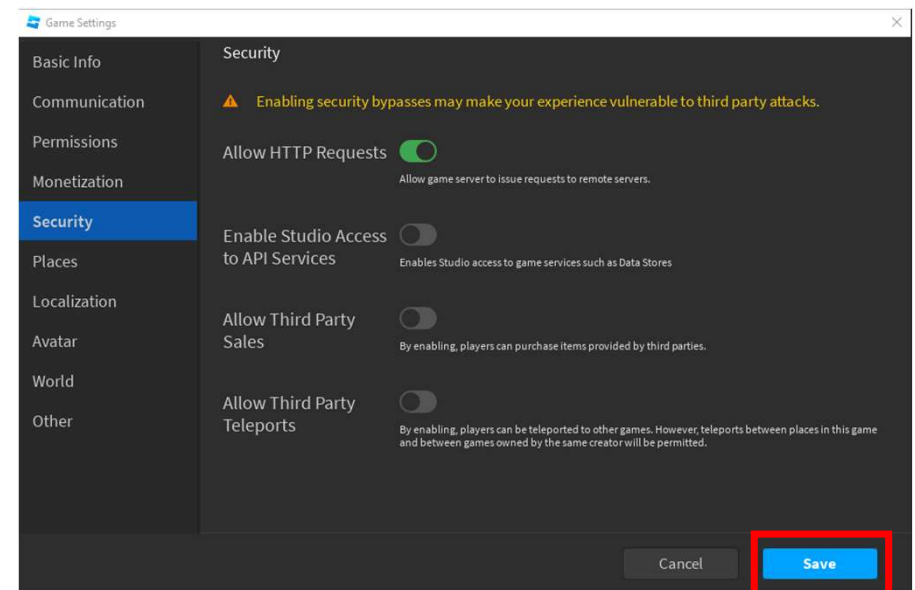 Game Settings
Basic Info
Communication
Permissions
Monetization
Security
Places
Localization
Avatar
World
Other
Security
Enabling security bypasses may make your experience vulnerable to third party attacks.
Allow HTTP Requests
Allow game server to issue requests to remote servers.
Enable Studio Access
to API Services
Enables Studio access to game services such as Data Stores
Allow Third Party
Sales
By enabling, players can purchase items provided by third parties.
Allow Third Party
Teleports
By enabling, players can be teleported to other games. However, teleports between places in this game
and between games owned by the same creator will be permitted.
Cancel
Save